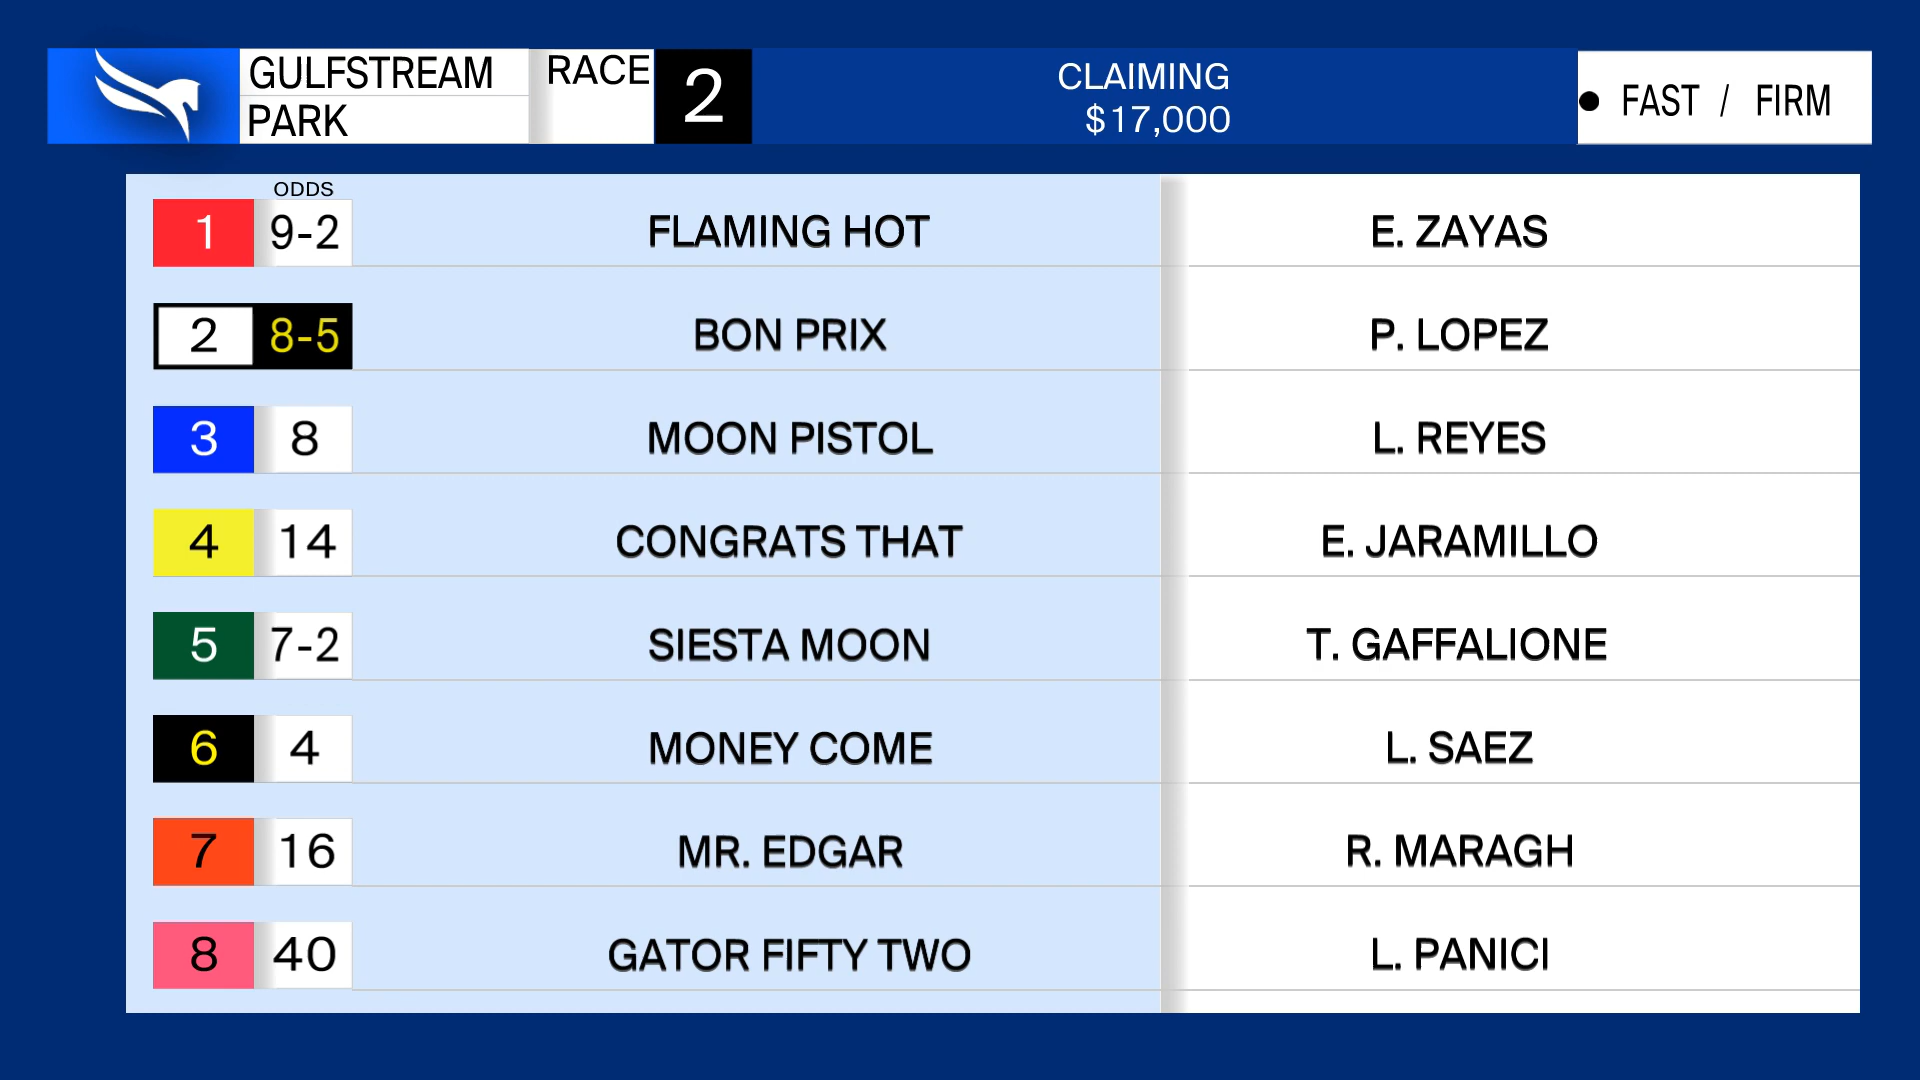 GULFSTREAM PARK RACE 2 CLAIMING $17,000 • FAST / FIRM
ODDS
1 9-2 FLAMING HOT E. ZAYAS
2 8-5 BON PRIX P. LOPEZ
3 8 MOON PISTOL L. REYES
4 14 CONGRATS THAT E. JARAMILLO
5 7-2 SIESTA MOON T. GAFFALIONE
6 4 MONEY COME L. SAEZ
7 16 MR. EDGAR R. MARAGH
8 40 GATOR FIFTY TWO L. PANICI